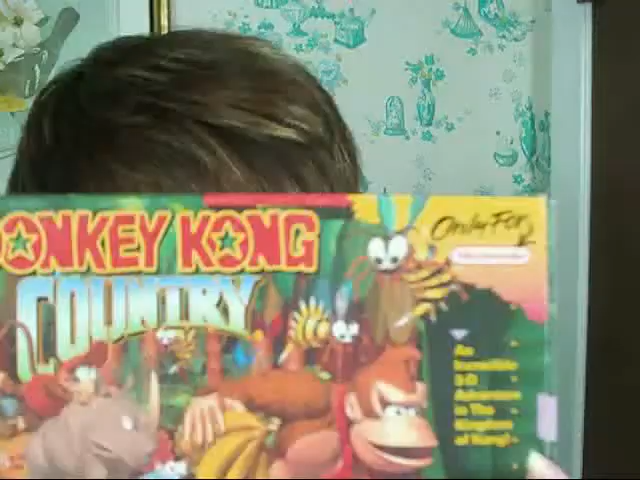 ONKEY KONG
COUNTRY
Only For
An
Incredible
3-D
Adventure
In The
Kingdom
of Kong!